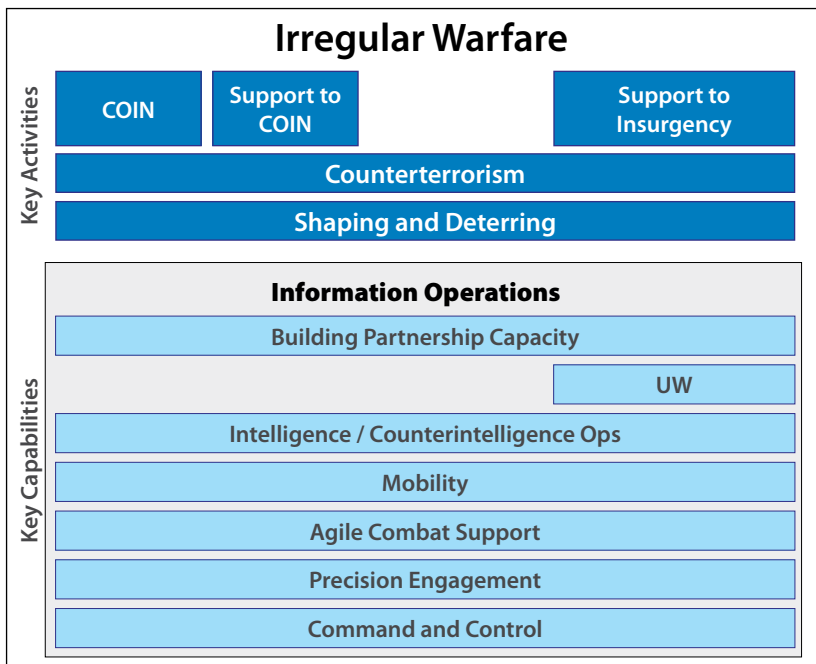 Irregular Warfare
Key Activities
COIN
Support to
COIN
Support to
Insurgency
Counterterrorism
Shaping and Deterring
Key Capabilities
Information Operations
Building Partnership Capacity
UW
Intelligence / Counterintelligence Ops
Mobility
Agile Combat Support
Precision Engagement
Command and Control